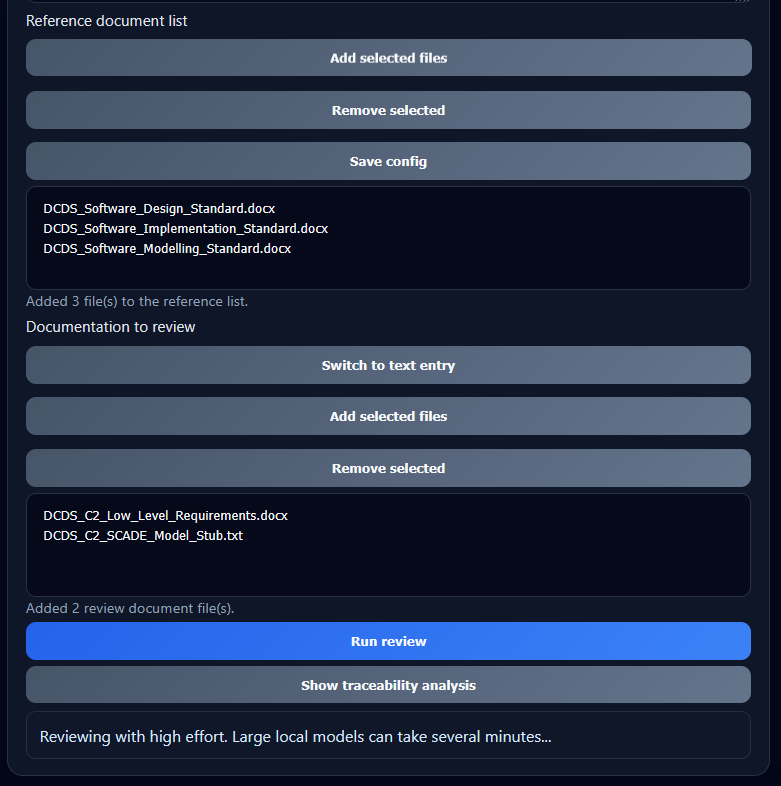 Reference document list
Add selected files
Remove selected
Save config
DCDS_Software_Design_Standard.docx
DCDS_Software_Implementation_Standard.docx
DCDS_Software_Modelling_Standard.docx
Added 3 file(s) to the reference list.
Documentation to review
Switch to text entry
Add selected files
Remove selected
DCDS_C2_Low_Level_Requirements.docx
DCDS_C2_SCADE_Model_Stub.txt
Added 2 review document file(s).
Run review
Show traceability analysis
Reviewing with high effort. Large local models can take several minutes...